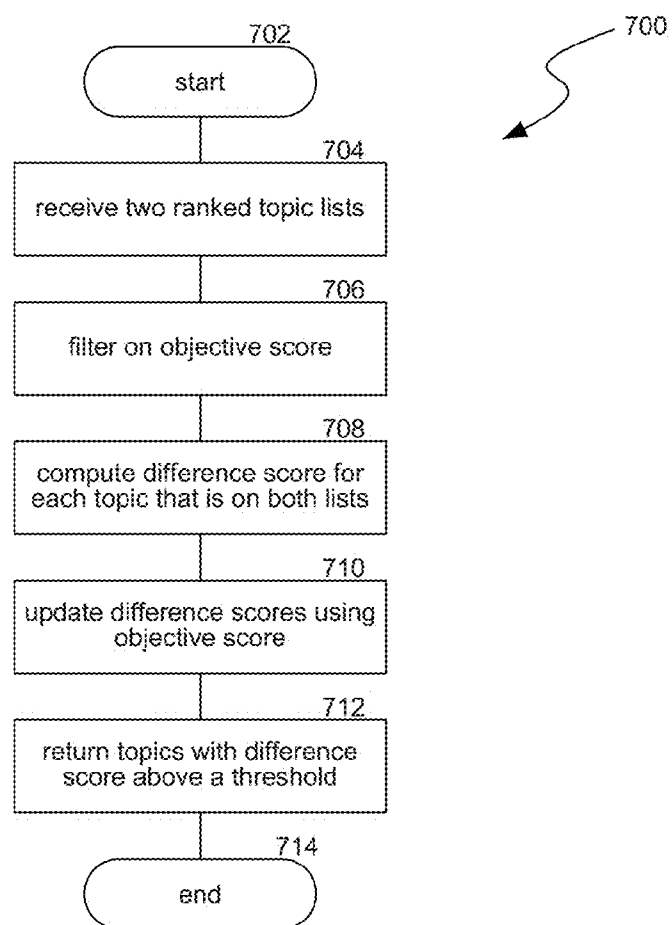 702
700
start
704
receive two ranked topic lists
706
filter on objective score
708
compute difference score for
each topic that is on both lists
710
update difference scores using
objective score
712
return topics with difference
score above a threshold
714
end